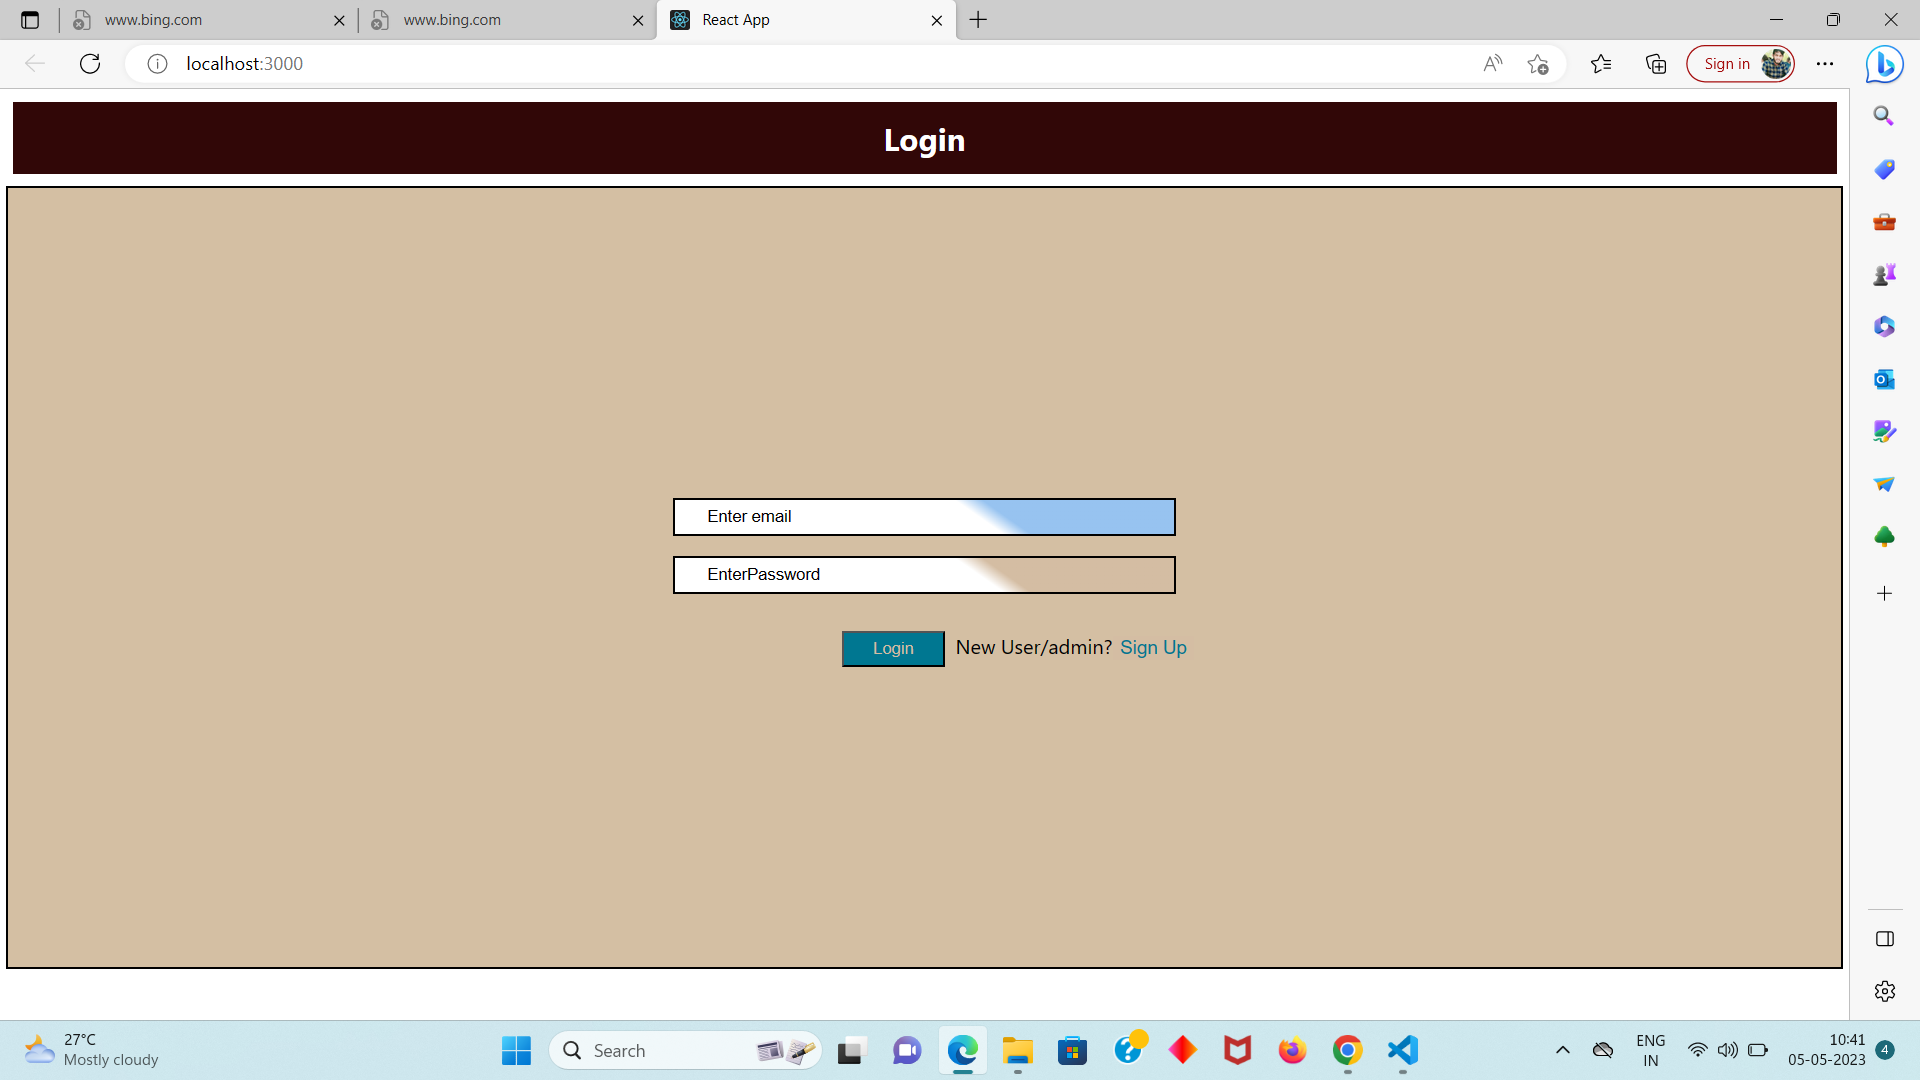 www.bing.com
www.bing.com
React App
localhost:3000
Sign in
Login
Enter email
EnterPassword
Login New User/admin? Sign Up
27°C
Mostly cloudy
Search
ENG
IN
10:41
05-05-2023
4